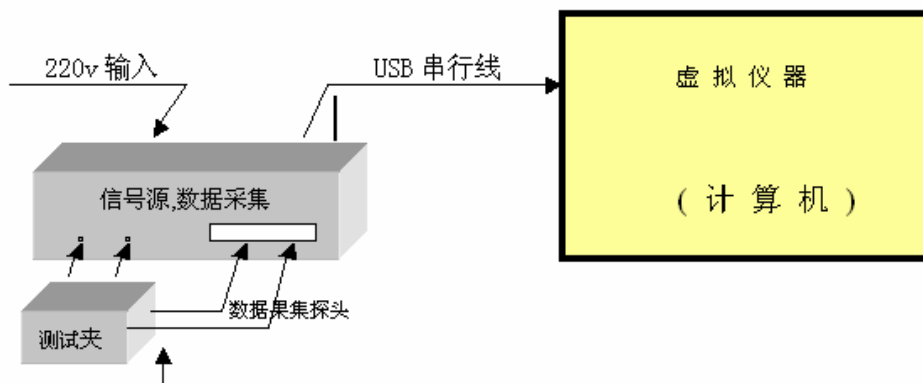 220v 输入
USB 串行线
虚拟仪器
(计算机)
信号源,数据采集
数据果集探头
测试夹